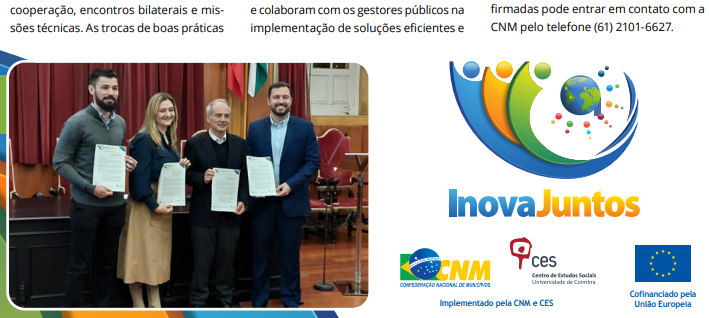 cooperação, encontros bilaterais e mis-
sões técnicas. As trocas de boas práticas
e colaboram com os gestores públicos na
implementação de soluções eficientes e
firmadas pode entrar em contato com a
CNM pelo telefone (61) 2101-6627.
InovaJuntos
CNM
CONFEDERAÇÃO NACIONAL DE MUNICÍPIOS
ces
Centro de Estudos Sociais
Universidade de Coimbra
Implementado pela CNM e CES
Cofinanciado pela
União Europeia